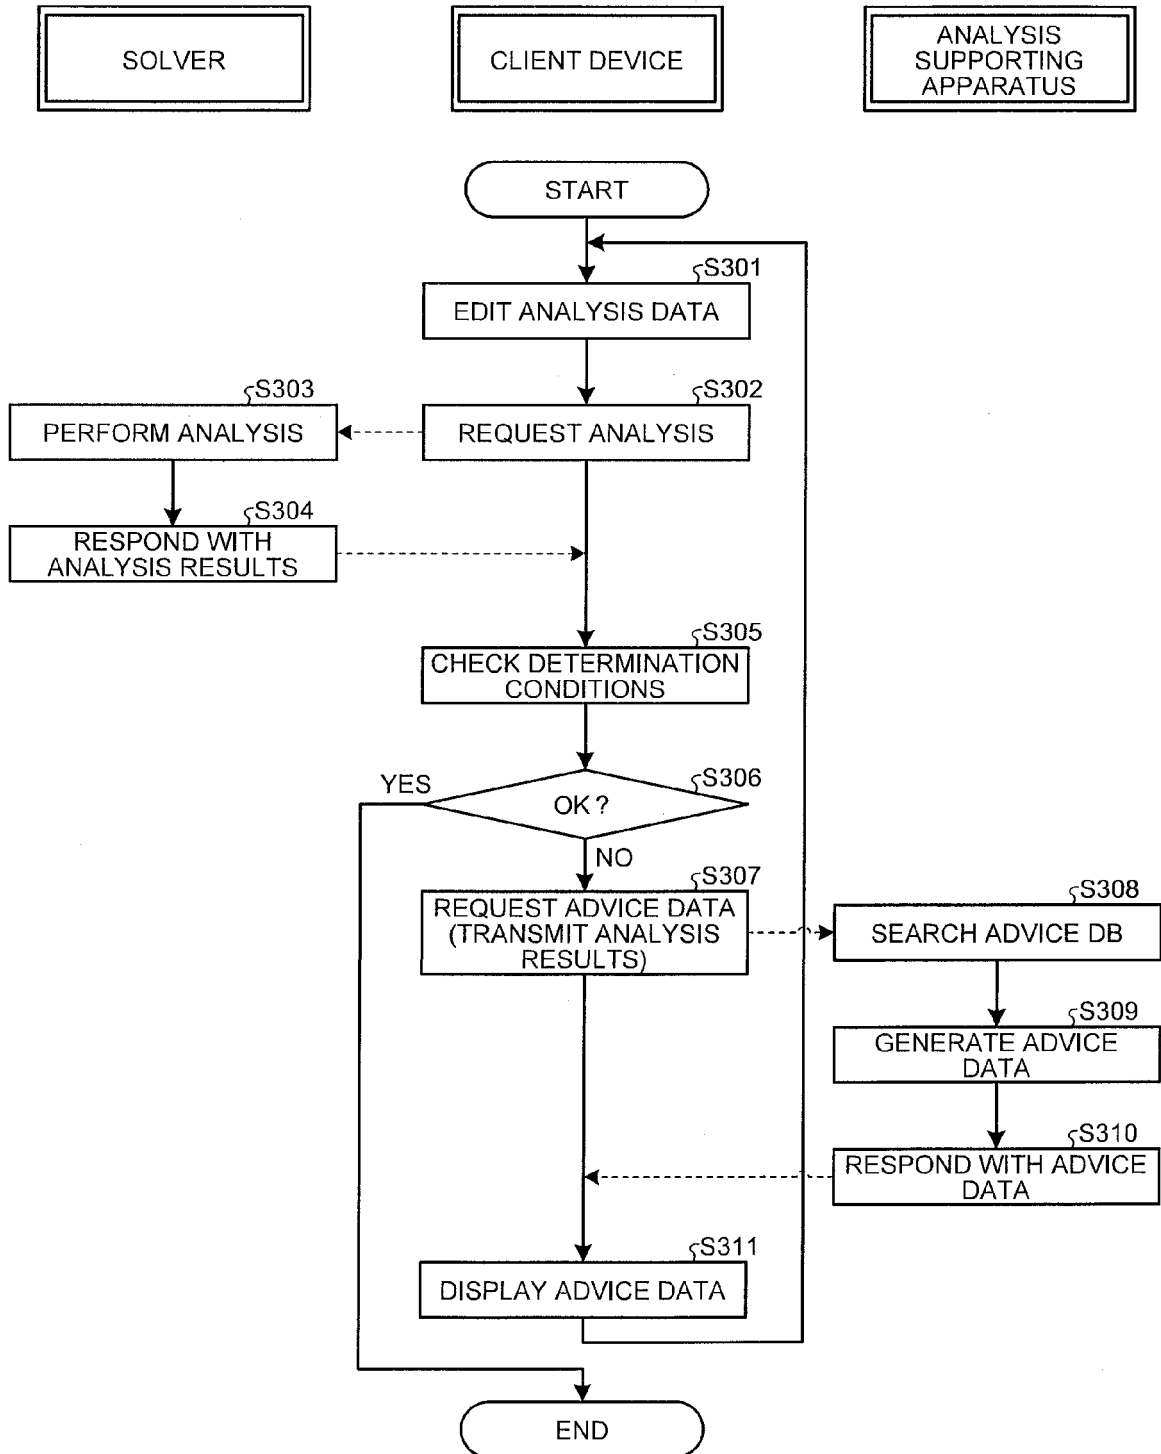 SOLVER
CLIENT DEVICE
ANALYSIS
SUPPORTING
APPARATUS
START
S301
EDIT ANALYSIS DATA
S303
PERFORM ANALYSIS
S302
REQUEST ANALYSIS
S304
RESPOND WITH
ANALYSIS RESULTS
S305
CHECK DETERMINATION
CONDITIONS
S306
YES
OK?
NO
S307
REQUEST ADVICE DATA
(TRANSMIT ANALYSIS
RESULTS)
S308
SEARCH ADVICE DB
S309
GENERATE ADVICE
DATA
S310
RESPOND WITH ADVICE
DATA
S311
DISPLAY ADVICE DATA
END